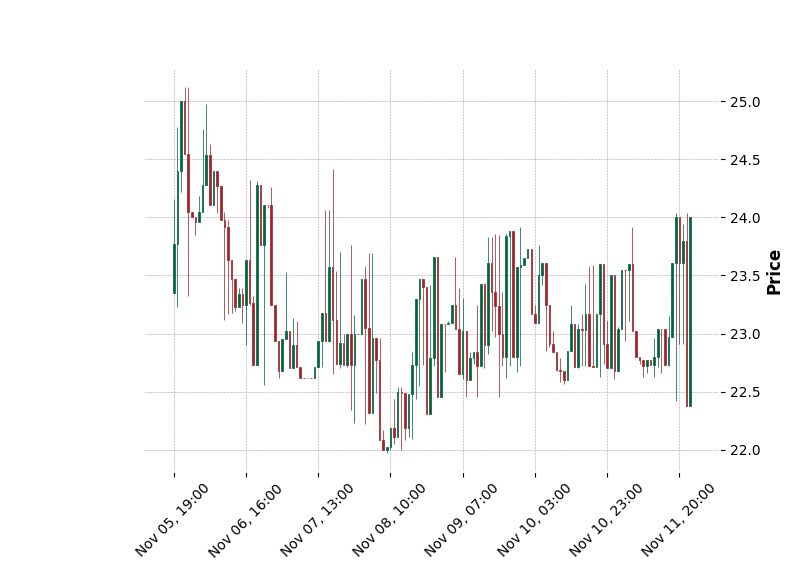 25.0
24.5
24.0
23.5
23.0
22.5
22.0
Price
Nov 05, 19:00
Nov 06, 16:00
Nov 07, 13:00
Nov 08, 10:00
Nov 09, 07:00
Nov 10, 03:00
Nov 10, 23:00
Nov 11, 20:00